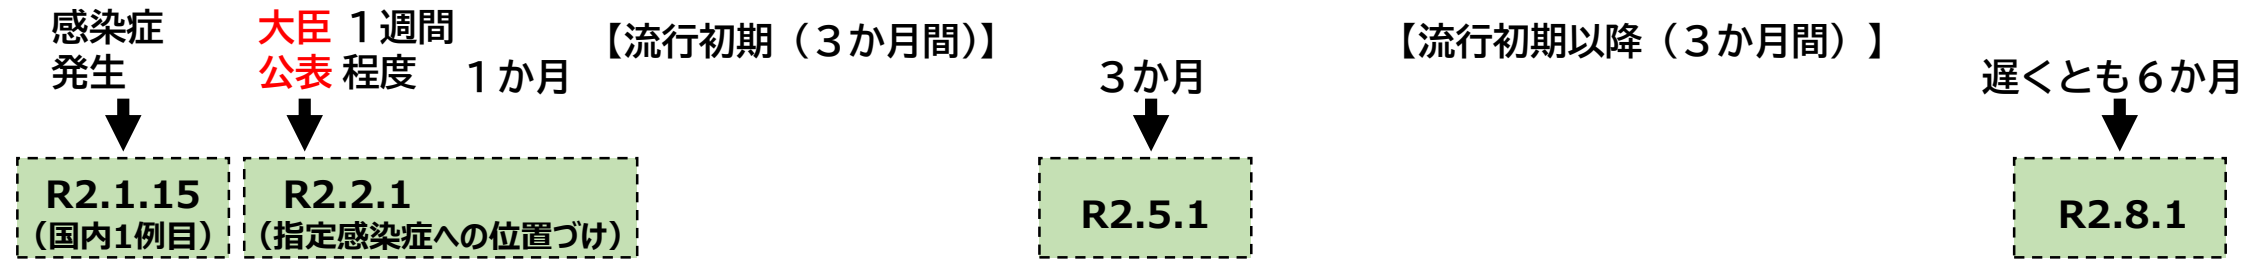 感染症
発生
大臣 １週間
公表 程度
１か月
【流行初期（３か月間)】
３か月
【流行初期以降（３か月間）】
遅くとも６か月
R2.1.15
（国内1例目）
R2.2.1
（指定感染症への位置づけ）
R2.5.1
R2.8.1